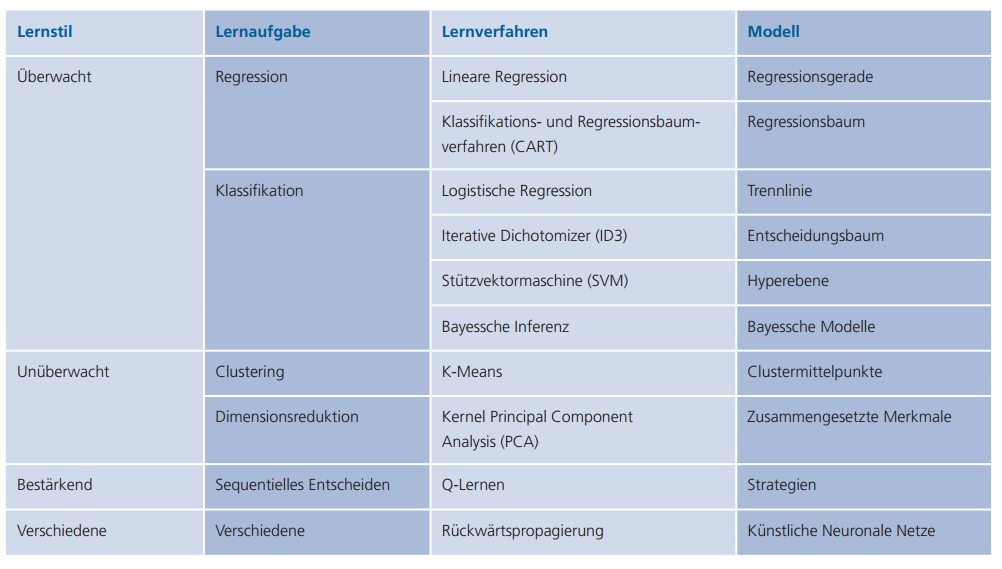 Lernstil Lernaufgabe Lernverfahren Modell
Überwacht Regression Lineare Regression Regressionsgerade
Klassifikations- und Regressionsbaum- Regressionsbaum
verfahren (CART)
Klassifikation Logistische Regression Trennlinie
Iterative Dichotomizer (ID3) Entscheidungsbaum
Stützvektormaschine (SVM) Hyperebene
Bayessche Inferenz Bayessche Modelle
Unüberwacht Clustering K-Means Clustermittelpunkte
Dimensionsreduktion Kernel Principal Component Zusammengesetzte Merkmale
Analysis (PCA)
Bestärkend Sequentielles Entscheiden Q-Lernen Strategien
Verschiedene Verschiedene Rückwärtspropagierung Künstliche Neuronale Netze